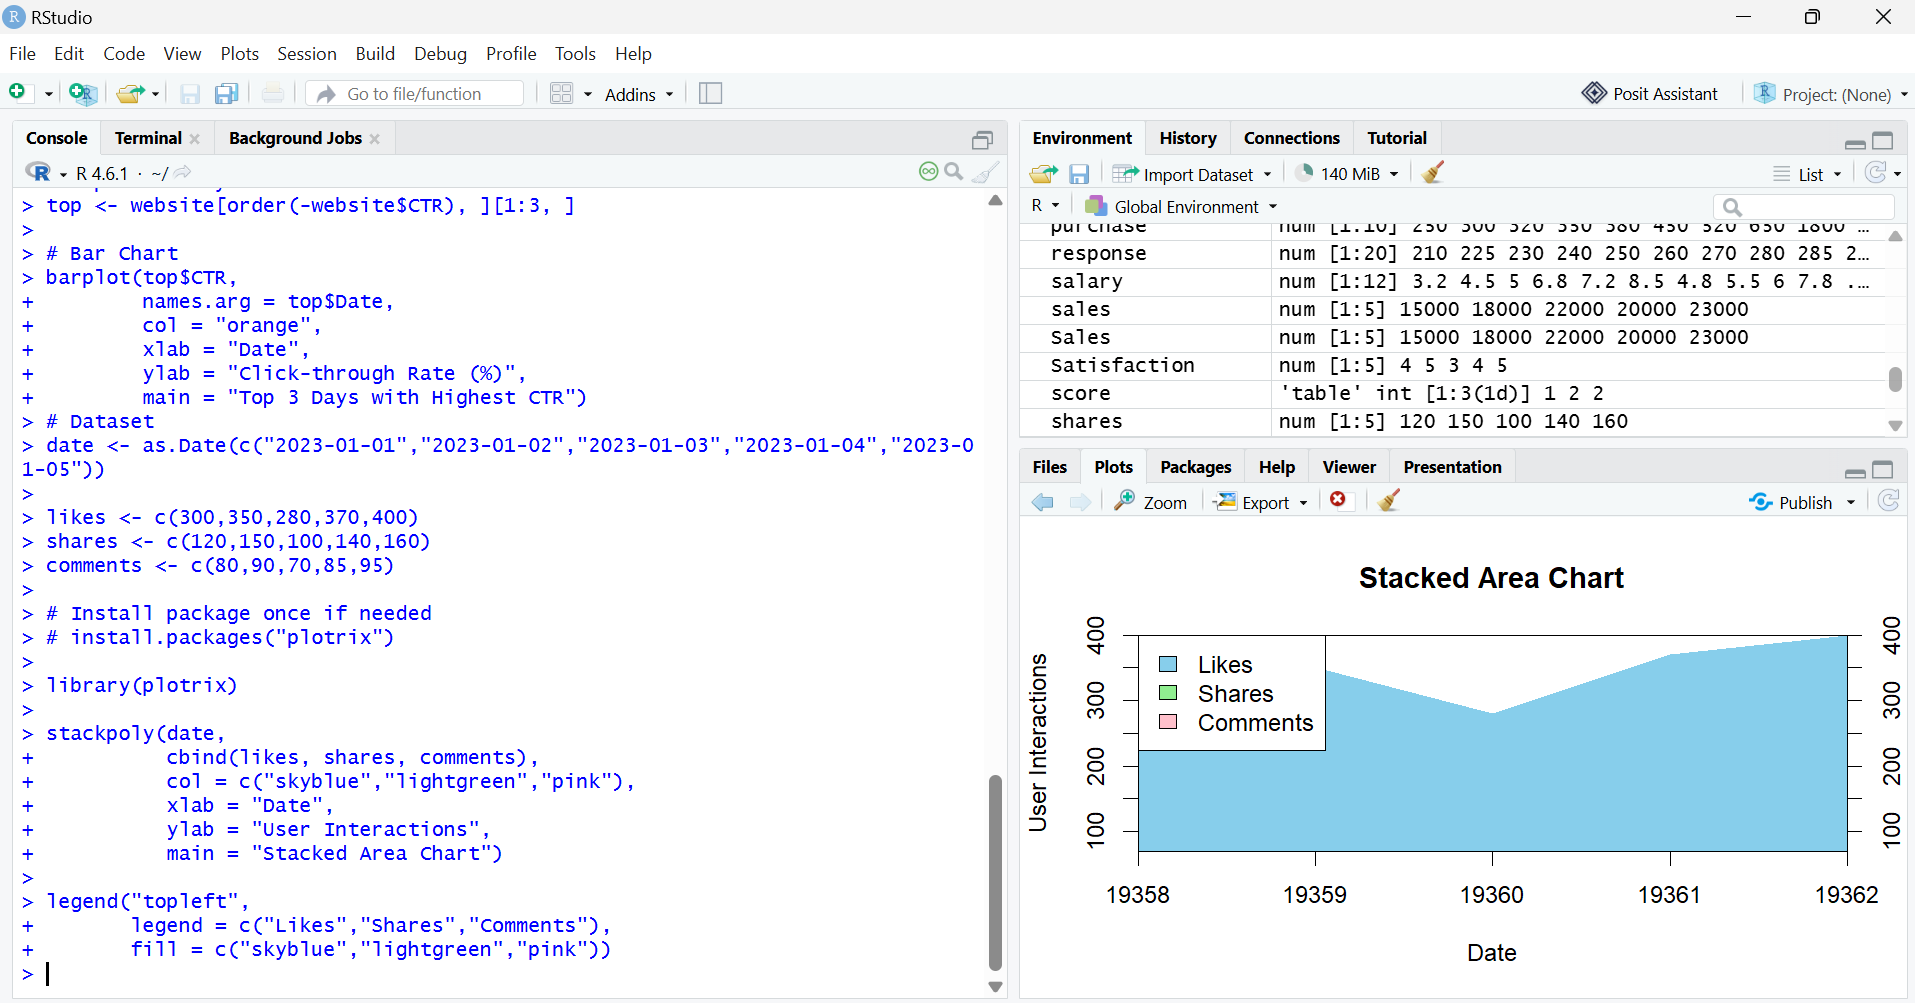 RStudio
File Edit Code View Plots Session Build Debug Profile Tools Help
Go to file/function Addins Posit Assistant Project: (None)
Console Terminal Background Jobs
R 4.6.1 · ~/
> top <- website[order(-website$CTR), ][1:3, ]
>
> # Bar Chart
> barplot(top$CTR,
+         names.arg = top$Date,
+         col = "orange",
+         xlab = "Date",
+         ylab = "Click-through Rate (%)",
+         main = "Top 3 Days with Highest CTR")
> # Dataset
> date <- as.Date(c("2023-01-01","2023-01-02","2023-01-03","2023-01-04","2023-0
1-05"))
>
> likes <- c(300,350,280,370,400)
> shares <- c(120,150,100,140,160)
> comments <- c(80,90,70,85,95)
>
> # Install package once if needed
> # install.packages("plotrix")
>
> library(plotrix)
>
> stackpoly(date,
+           cbind(likes, shares, comments),
+           col = c("skyblue","lightgreen","pink"),
+           xlab = "Date",
+           ylab = "User Interactions",
+           main = "Stacked Area Chart")
>
> legend("topleft",
+        legend = c("Likes","Shares","Comments"),
+        fill = c("skyblue","lightgreen","pink"))
>
Environment History Connections Tutorial
Import Dataset 140 MiB List
R Global Environment
purchase num [1:10] 250 300 320 350 380 450 520 650 1800 ...
response num [1:20] 210 225 230 240 250 260 270 280 285 2...
salary num [1:12] 3.2 4.5 5 6.8 7.2 8.5 4.8 5.5 6 7.8 ...
sales num [1:5] 15000 18000 22000 20000 23000
Sales num [1:5] 15000 18000 22000 20000 23000
Satisfaction num [1:5] 4 5 3 4 5
score 'table' int [1:3(1d)] 1 2 2
shares num [1:5] 120 150 100 140 160
Files Plots Packages Help Viewer Presentation
Zoom Export Publish
Stacked Area Chart
User Interactions
400
300
200
100
Likes
Shares
Comments
400
300
200
100
19358 19359 19360 19361 19362
Date